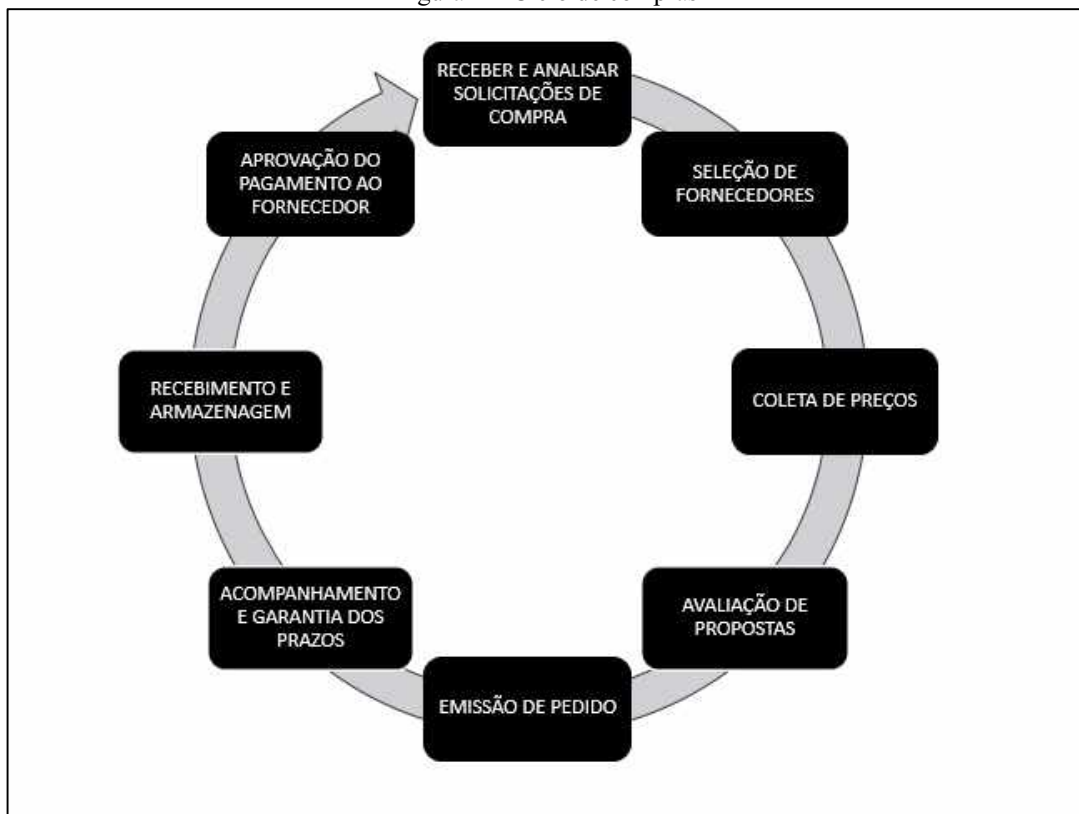 RECEBER E ANALISAR
SOLICITAÇÕES DE
COMPRA
SELEÇÃO DE
FORNECEDORES
COLETA DE PREÇOS
AVALIAÇÃO DE
PROPOSTAS
EMISSÃO DE PEDIDO
ACOMPANHAMENTO
E GARANTIA DOS
PRAZOS
RECEBIMENTO E
ARMAZENAGEM
APROVAÇÃO DO
PAGAMENTO AO
FORNECEDOR